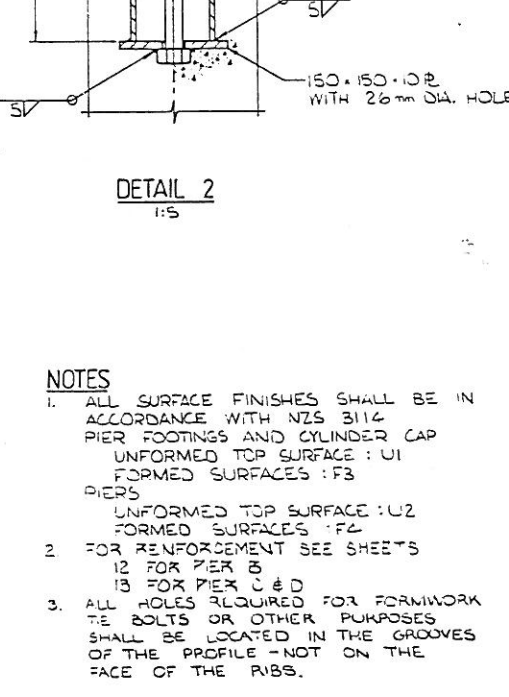 5
150 x 150 x 10 PL
WITH 26mm DIA. HOLE
5
DETAIL 2
1:5
NOTES
1. ALL SURFACE FINISHES SHALL BE IN
ACCORDANCE WITH NZS 3114
PIER FOOTINGS AND CYLINDER CAP
UNFORMED TOP SURFACE : U1
FORMED SURFACES : F3
PIERS
UNFORMED TOP SURFACE : U2
FORMED SURFACES : F4
2. FOR RENFORSEMENT SEE SHEETS
12 FOR PIER B
13 FOR PIER C & D
3. ALL HOLES REQUIRED FOR FORMWORK
TIE BOLTS OR OTHER PURPOSES
SHALL BE LOCATED IN THE GROOVES
OF THE PROFILE - NOT ON THE
FACE OF THE RIBS.